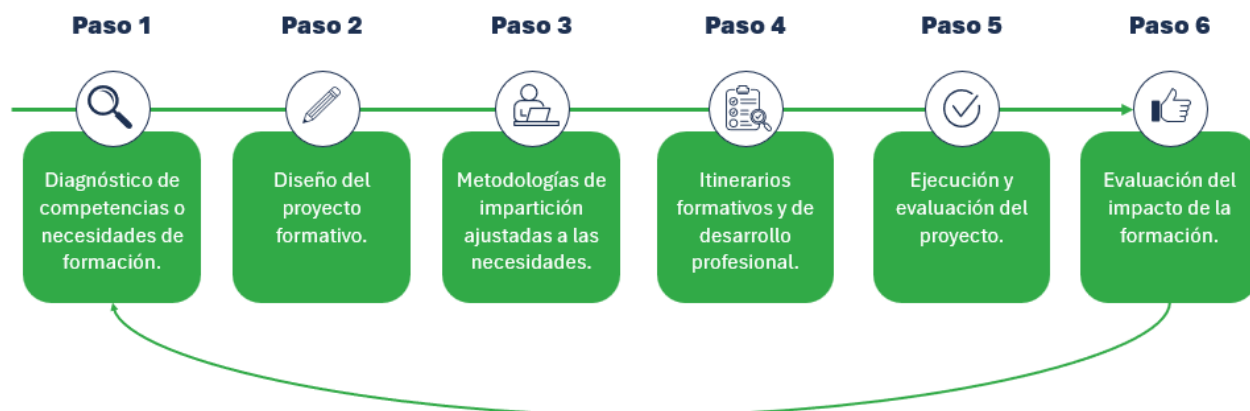 Paso 1
Paso 2
Paso 3
Paso 4
Paso 5
Paso 6
Diagnóstico de
competencias o
necesidades de
formación.
Diseño del
proyecto
formativo.
Metodologías de
impartición
ajustadas a las
necesidades.
Itinerarios
formativos y de
desarrollo
profesional.
Ejecución y
evaluación del
proyecto.
Evaluación del
impacto de la
formación.